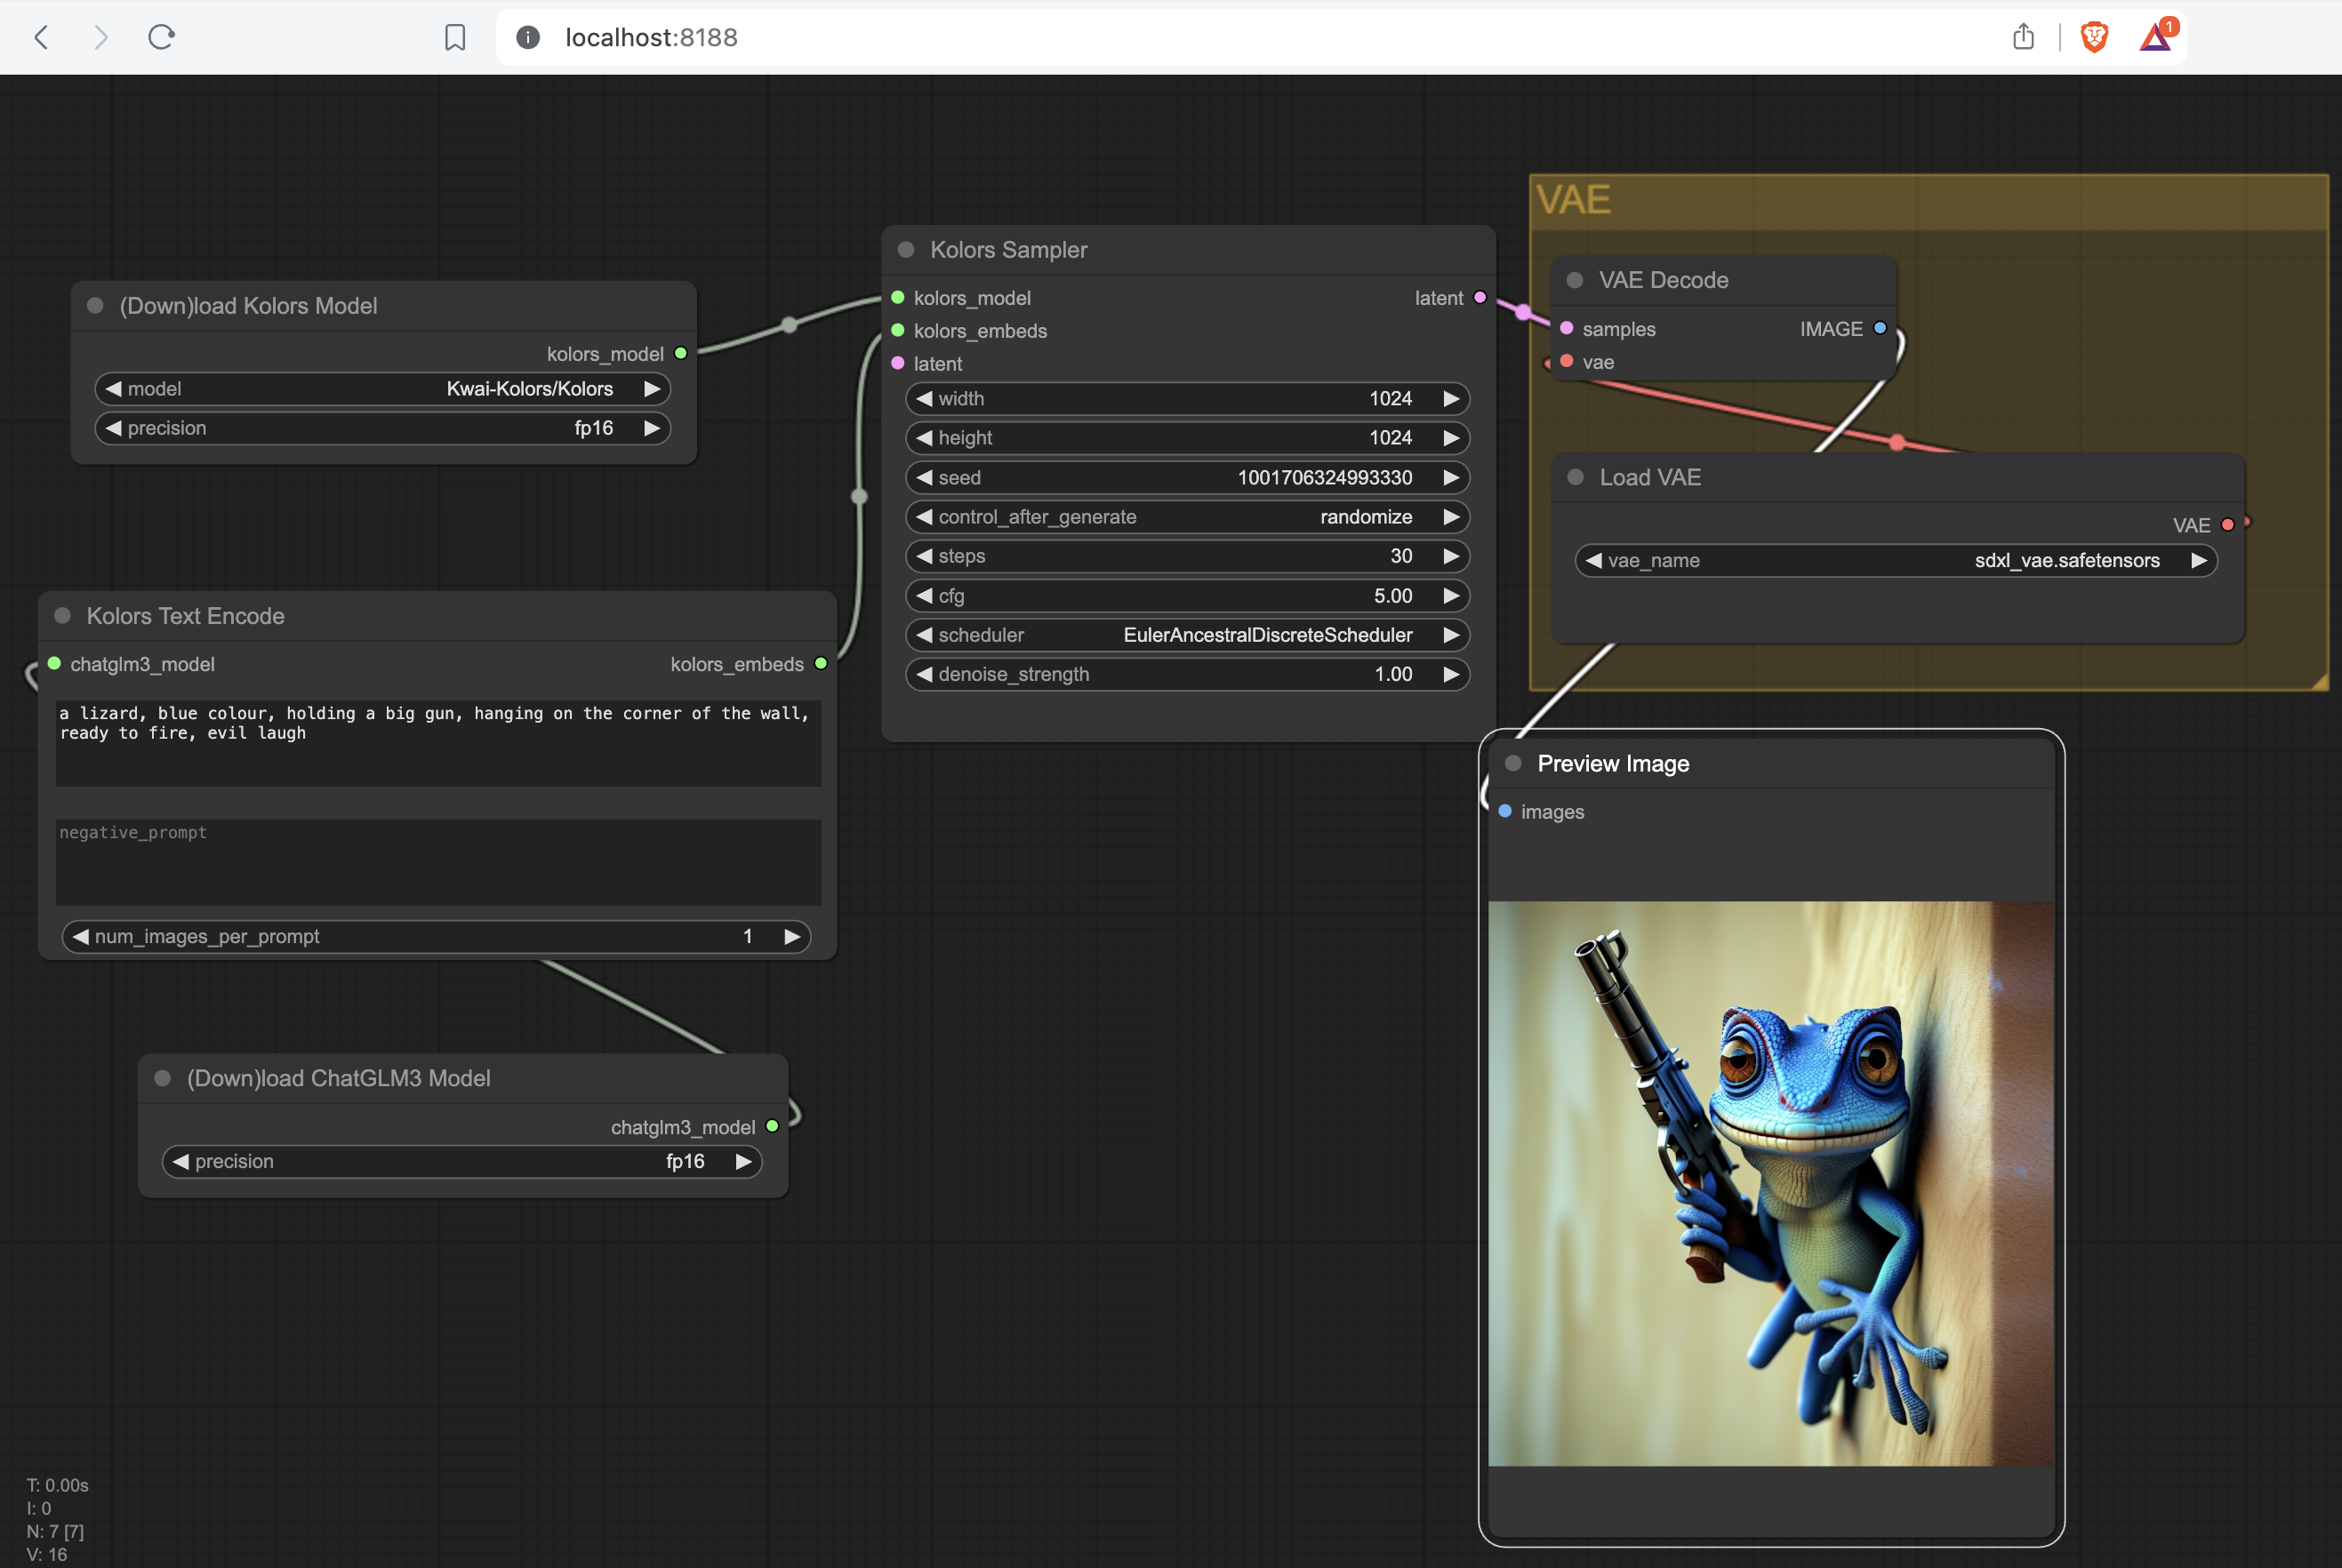 localhost:8188
1
(Down)load Kolors Model
kolors_model
model Kwai-Kolors/Kolors
precision fp16
Kolors Text Encode
chatglm3_model kolors_embeds
a lizard, blue colour, holding a big gun, hanging on the corner of the wall,
ready to fire, evil laugh
negative_prompt
num_images_per_prompt 1
(Down)load ChatGLM3 Model
chatglm3_model
precision fp16
Kolors Sampler
kolors_model latent
kolors_embeds
latent
width 1024
height 1024
seed 1001706324993330
control_after_generate randomize
steps 30
cfg 5.00
scheduler EulerAncestralDiscreteScheduler
denoise_strength 1.00
VAE
VAE Decode
samples IMAGE
vae
Load VAE
VAE
vae_name sdxl_vae.safetensors
Preview Image
images
T: 0.00s
I: 0
N: 7 [7]
V: 16